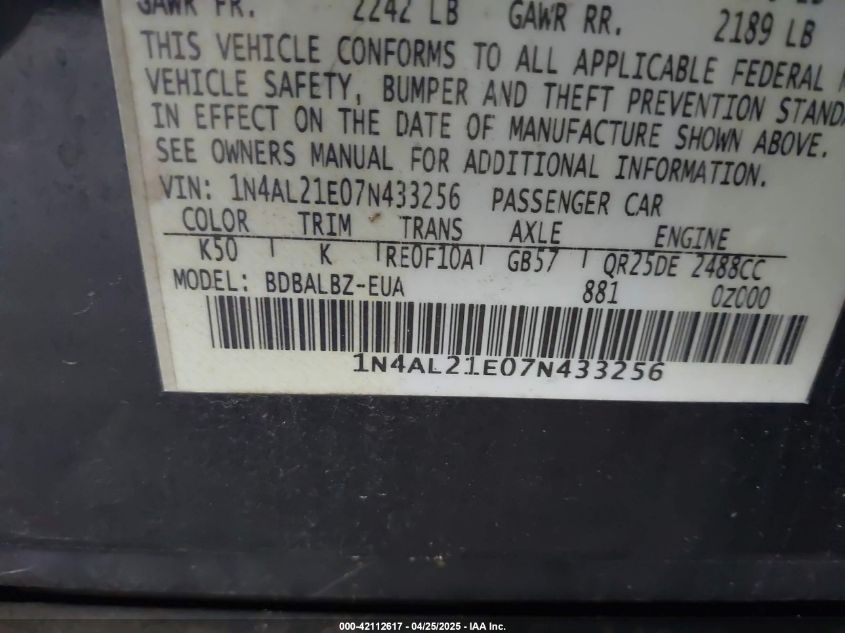 GAWR FR. 2242 LB GAWR RR. 2189 LB
THIS VEHICLE CONFORMS TO ALL APPLICABLE FEDERAL
VEHICLE SAFETY, BUMPER AND THEFT PREVENTION STANDA
IN EFFECT ON THE DATE OF MANUFACTURE SHOWN ABOVE.
SEE OWNERS MANUAL FOR ADDITIONAL INFORMATION.
VIN: 1N4AL21E07N433256 PASSENGER CAR
COLOR TRIM TRANS AXLE ENGINE
K50 K RE0F10A GB57 QR25DE 2488CC
MODEL: BDBALBZ-EUA 881 0Z000
1N4AL21E07N433256
000-42112617 / 04/25/2025 - IAA Inc.